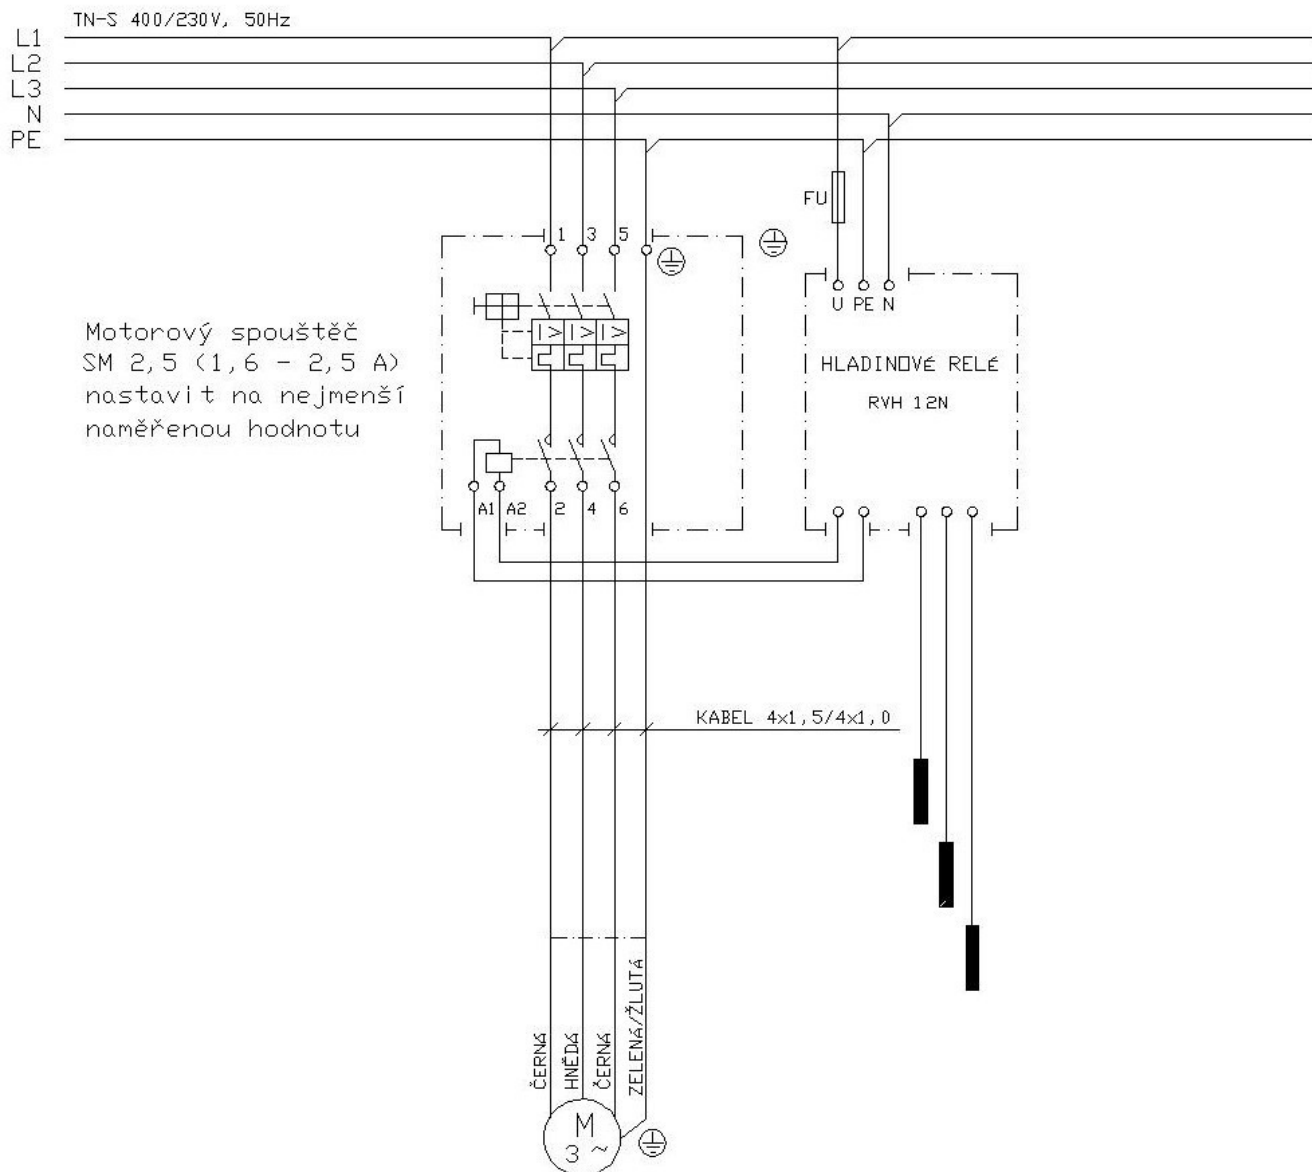 TN-S 400/230V, 50Hz
L1
L2
L3
N
PE
FU
1 3 5
U PE N
Motorový spouštěč
SM 2,5 (1,6 - 2,5 A)
nastavit na nejmenší
naměřenou hodnotu
I> I> I>
HLADINOVÉ RELÉ
RVH 12N
A1 A2 2 4 6
KABEL 4x1,5/4x1,0
ČERNÁ
HNĚDÁ
ČERNÁ
ZELENÁ/ŽLUTÁ
M
3 ~